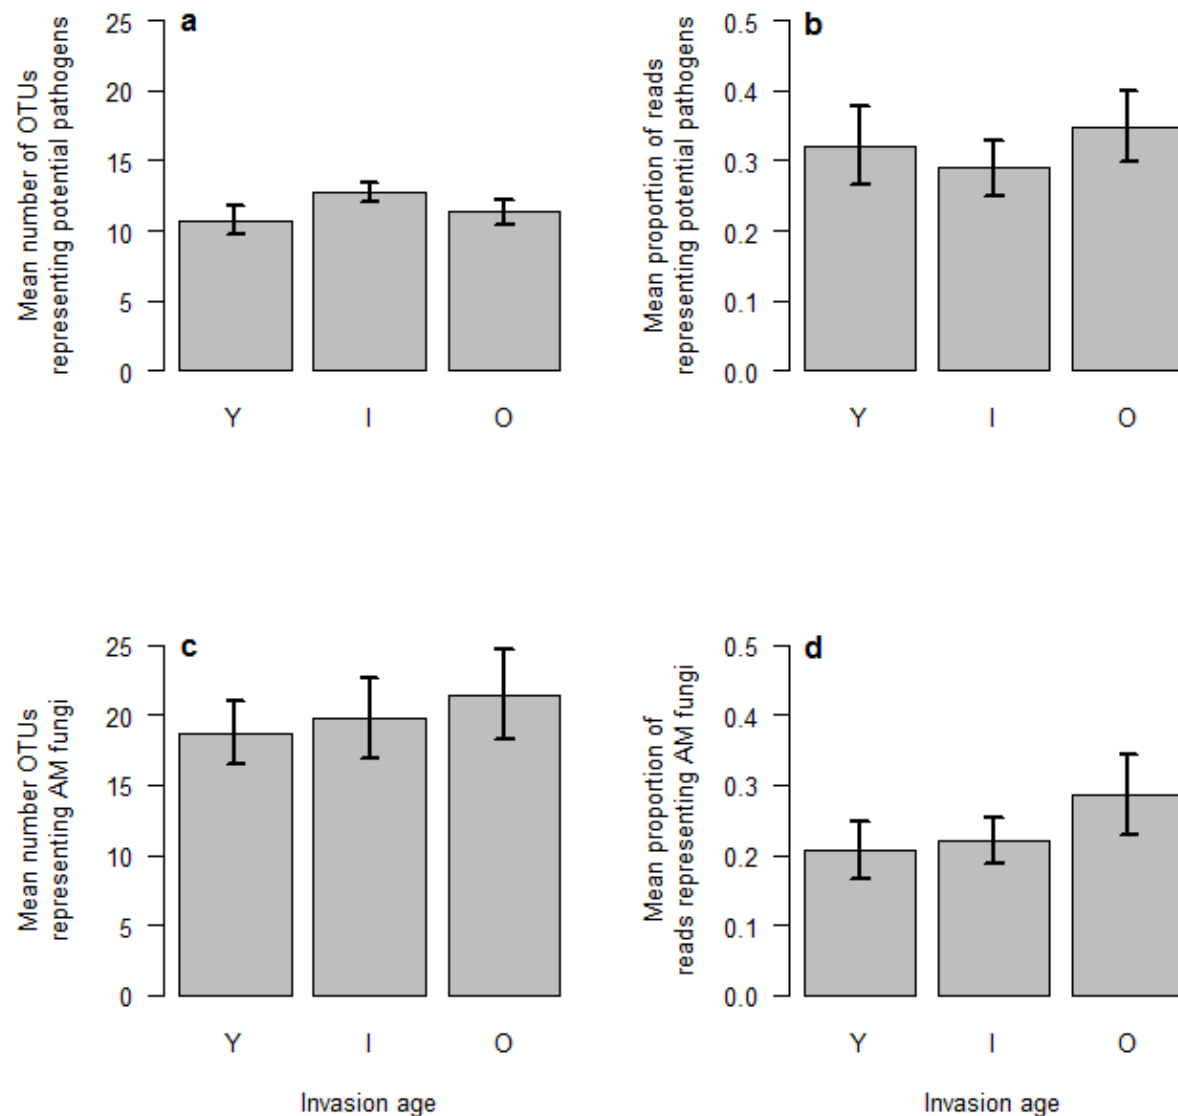 a
Mean number of OTUs
representing potential pathogens
25
20
15
10
5
0
Y I O
b
Mean proportion of reads
representing potential pathogens
0.5
0.4
0.3
0.2
0.1
0.0
Y I O
c
Mean number OTUs
representing AM fungi
25
20
15
10
5
0
Y I O
Invasion age
d
Mean proportion of
reads representing AM fungi
0.5
0.4
0.3
0.2
0.1
0.0
Y I O
Invasion age